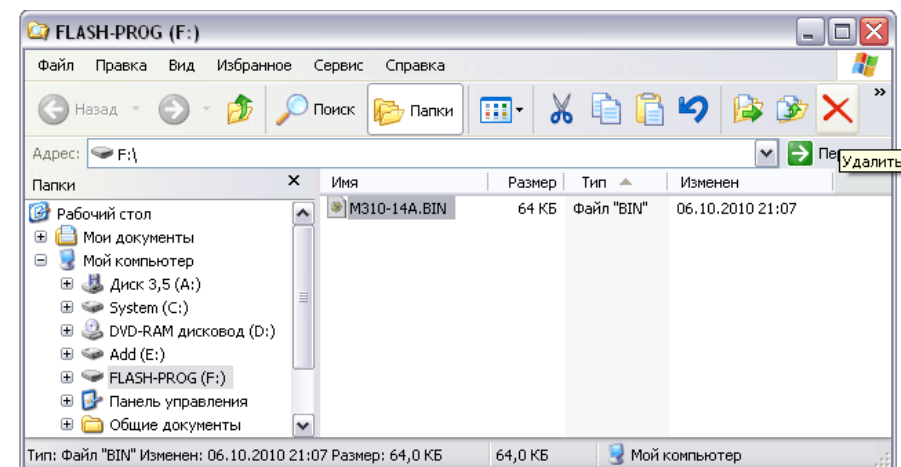 FLASH-PROG (F:)
Файл Правка Вид Избранное Сервис Справка
Назад Поиск Папки »
Адрес: F:\
Удалить
Папки x Имя Размер Тип Изменен
Рабочий стол M310-14A.BIN 64 КБ Файл "BIN" 06.10.2010 21:07
Мои документы
Мой компьютер
Диск 3,5 (A:)
System (C:)
DVD-RAM дисковод (D:)
Add (E:)
FLASH-PROG (F:)
Панель управления
Общие документы
Тип: Файл "BIN" Изменен: 06.10.2010 21:07 Размер: 64,0 КБ 64,0 КБ Мой компьютер